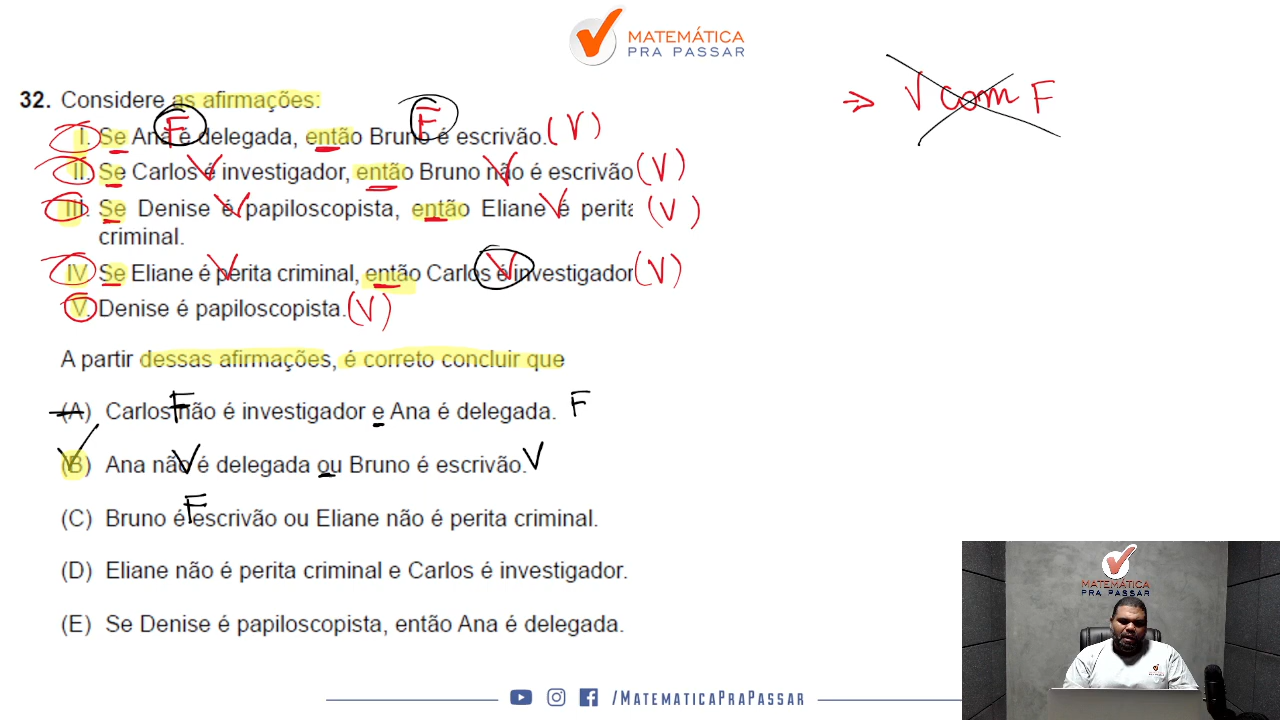 MATEMÁTICA
PRA PASSAR
⇒ V com F
32. Considere as afirmações:
F F
I. Se Ana é delegada, então Bruno é escrivão. (V)
II. Se Carlos é investigador, então Bruno não é escrivão (V)
III. Se Denise é papiloscopista, então Eliane é perita (V)
criminal.
IV Se Eliane é perita criminal, então Carlos é investigador (V)
V. Denise é papiloscopista. (V)
A partir dessas afirmações, é correto concluir que
(A) Carlos não é investigador e Ana é delegada. F
(B) Ana não é delegada ou Bruno é escrivão. V
(C) Bruno é escrivão ou Eliane não é perita criminal.
(D) Eliane não é perita criminal e Carlos é investigador.
(E) Se Denise é papiloscopista, então Ana é delegada.
MATEMÁTICA
PRA PASSAR
/MATEMATICAPRAPASSAR